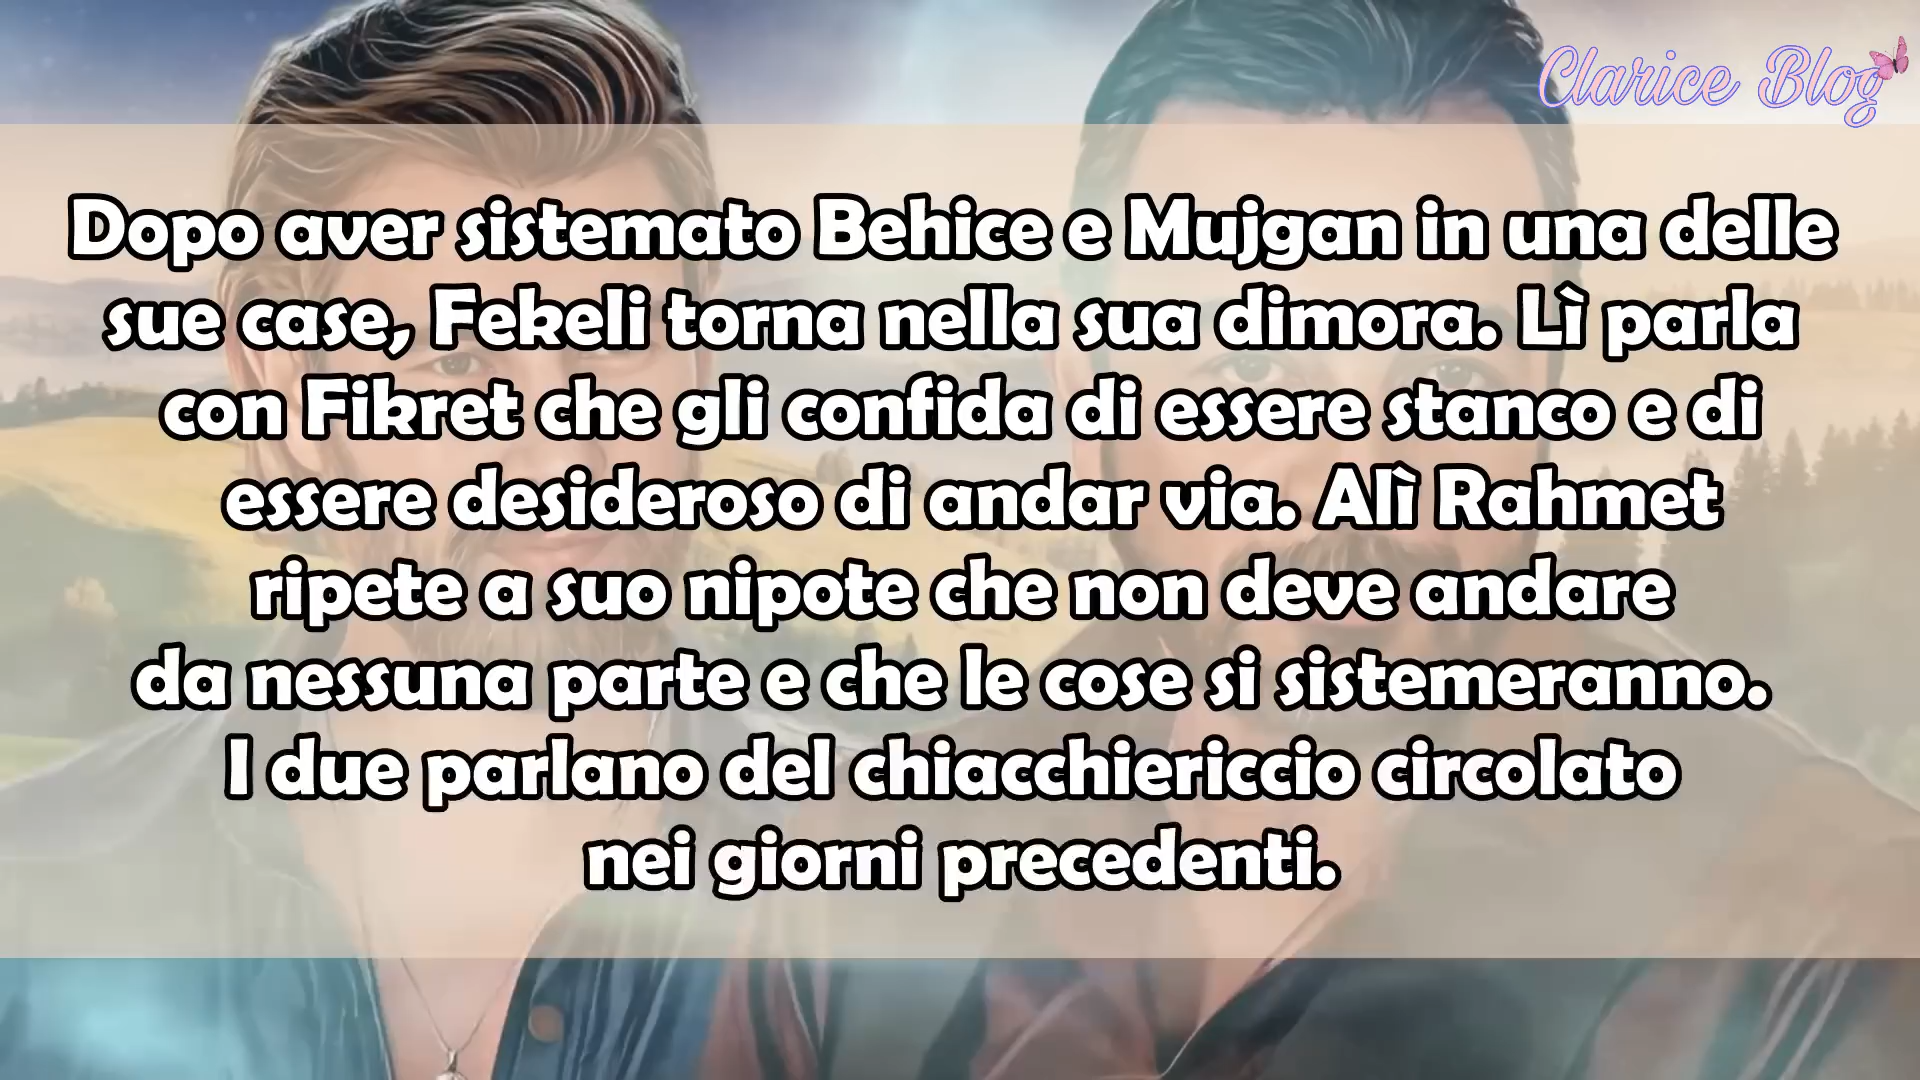 Clarice Blog
Dopo aver sistemato Behice e Mujgan in una delle
sue case, Fekeli torna nella sua dimora. Lì parla
con Fikret che gli confida di essere stanco e di
essere desideroso di andar via. Alì Rahmet
ripete a suo nipote che non deve andare
da nessuna parte e che le cose si sistemeranno.
I due parlano del chiacchiericcio circolato
nei giorni precedenti.